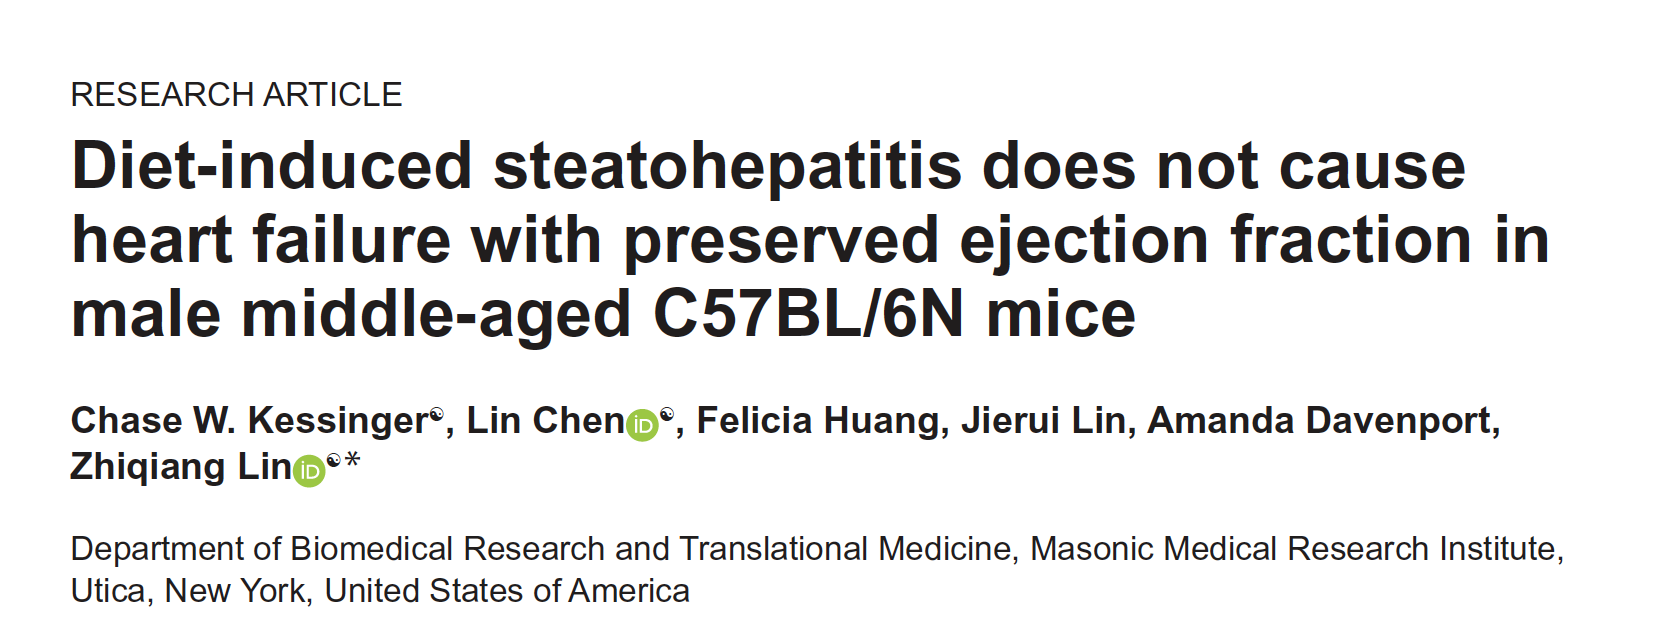 RESEARCH ARTICLE
Diet-induced steatohepatitis does not cause
heart failure with preserved ejection fraction in
male middle-aged C57BL/6N mice
Chase W. Kessinger☯, Lin Chen iD ☯, Felicia Huang, Jierui Lin, Amanda Davenport,
Zhiqiang Lin iD ☯*
Department of Biomedical Research and Translational Medicine, Masonic Medical Research Institute,
Utica, New York, United States of America